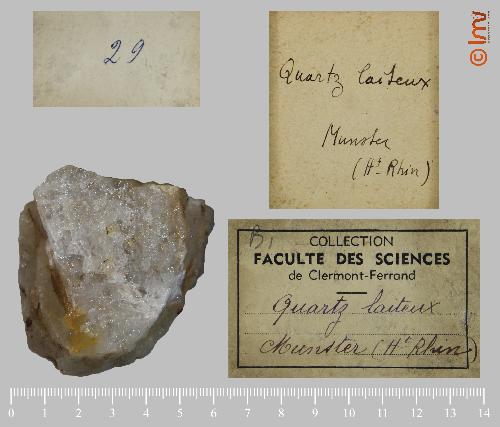 29
Quartz laiteux
Munster
(Ht Rhin)
© lmv
B1
COLLECTION
FACULTE DES SCIENCES
de Clermont-Ferrand
Quartz laiteux
Munster (Ht Rhin)
0 1 2 3 4 5 6 7 8 9 10 11 12 13 14